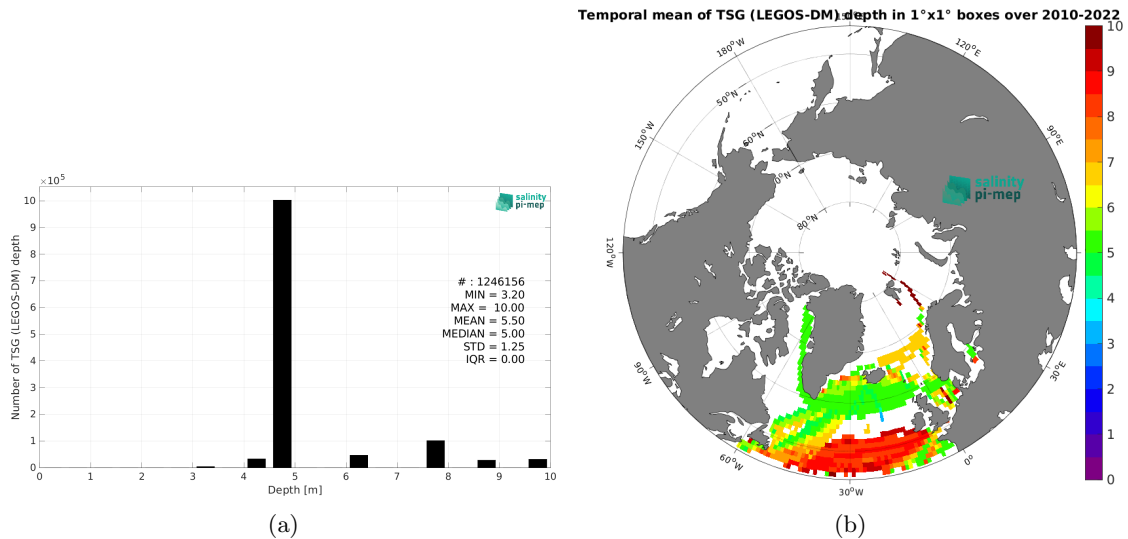 ×10⁵
10
9
8
7
6
5
4
3
2
1
0
Number of TSG (LEGOS-DM) depth
salinity
pi-mep
# : 1246156
MIN = 3.20
MAX = 10.00
MEAN = 5.50
MEDIAN = 5.00
STD = 1.25
IQR = 0.00
0 1 2 3 4 5 6 7 8 9 10
Depth [m]
(a)
Temporal mean of TSG (LEGOS-DM) depth in 1°x1° boxes over 2010-2022
180°W
120°E
150°W
90°E
120°W
90°W
60°W
30°W
0°
30°E
50°N
60°N
0°N
80°N
salinity
pi-mep
10
9
8
7
6
5
4
3
2
1
0
(b)